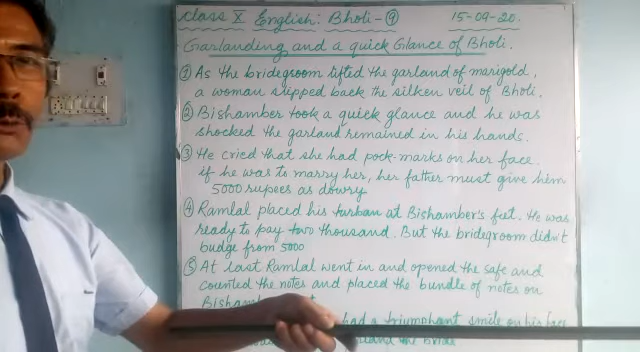 Class X English: Bholi-⑨ 15-09-20.
Garlanding and a quick Glance of Bholi.
① As the bridegroom lifted the garland of marigold,
a woman slipped back the silken veil of Bholi.
② Bishamber took a quick glance and he was
shocked the garland remained in his hands.
③ He cried that she had pock-marks on her face.
if he was to marry her, her father must give him
5000 rupees as dowry
④ Ramlal placed his turban at Bishamber's feet. He was
ready to pay two thousand. But the bridegroom didn't
budge from 5000
⑤ At last Ramlal went in and opened the safe and
counted the notes and placed the bundle of notes on
had a triumphant smile on his face
the bride